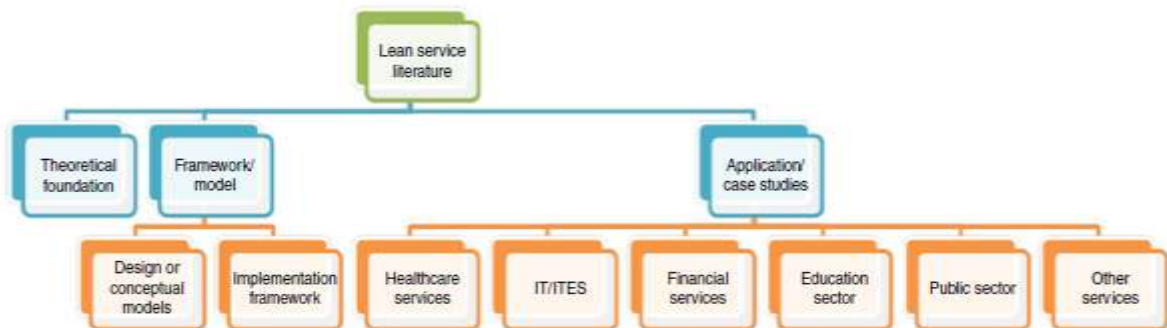 Lean service
literature
Theoretical
foundation
Framework/
model
Application/
case studies
Design or
conceptual
models
Implementation
framework
Healthcare
services
IT/ITES
Financial
services
Education
sector
Public sector
Other
services